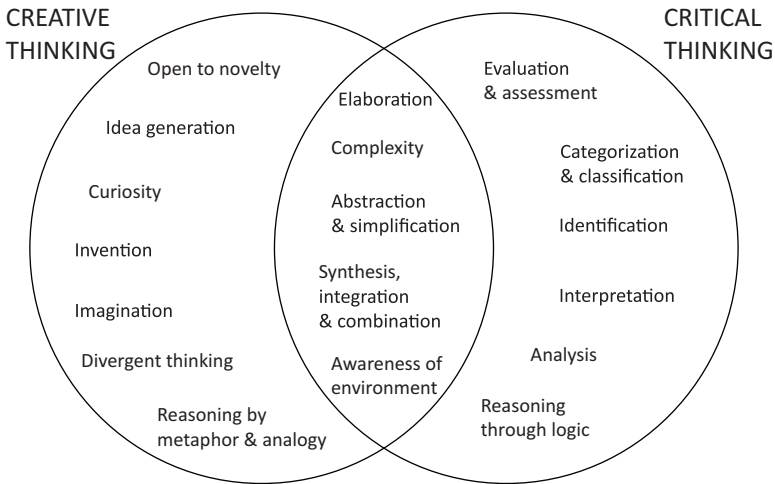 CREATIVE
THINKING
Open to novelty
Idea generation
Curiosity
Invention
Imagination
Divergent thinking
Reasoning by
metaphor & analogy
Elaboration
Complexity
Abstraction
& simplification
Synthesis,
integration
& combination
Awareness of
environment
CRITICAL
THINKING
Evaluation
& assessment
Categorization
& classification
Identification
Interpretation
Analysis
Reasoning
through logic